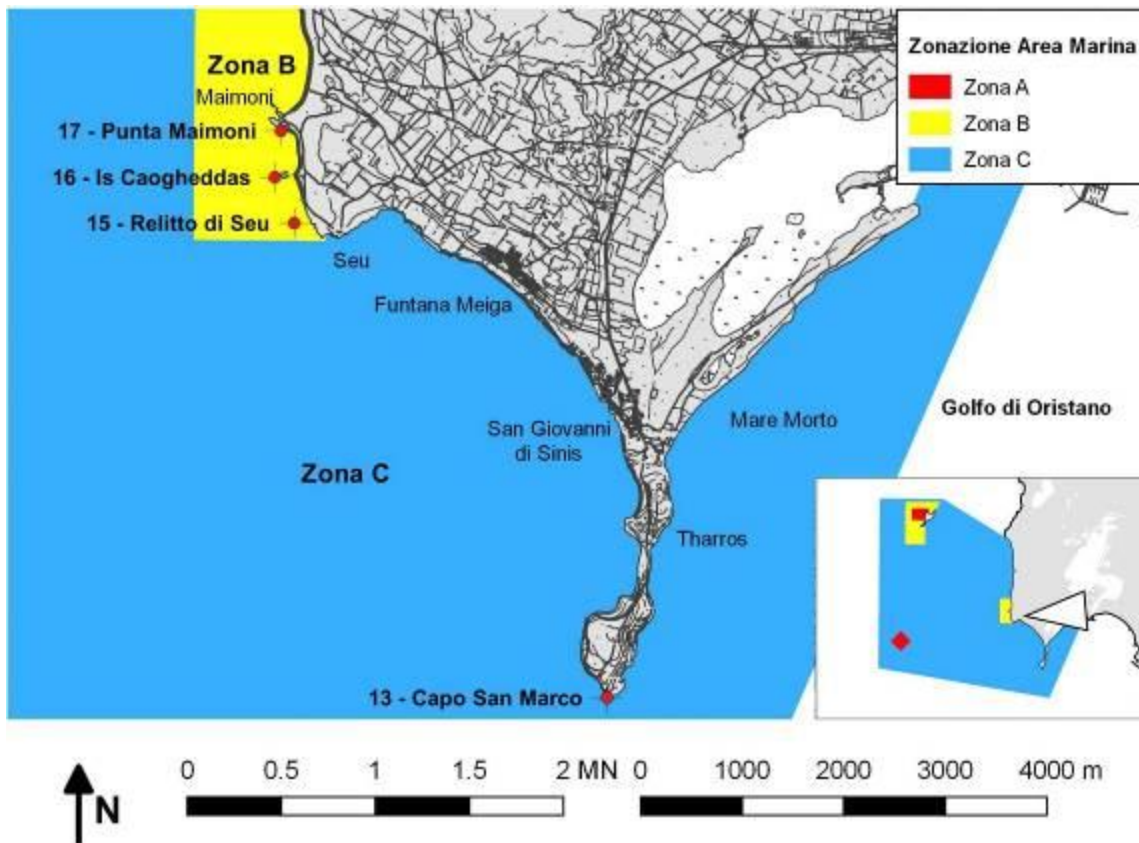 Zona B
Maimoni
17 - Punta Maimoni
16 - Is Caogheddas
15 - Relitto di Seu
Seu
Funtana Meiga
San Giovanni
di Sinis
Zona C
Mare Morto
Tharros
13 - Capo San Marco
Golfo di Oristano
Zonazione Area Marina
Zona A
Zona B
Zona C
N
0 0.5 1 1.5 2 MN
0 1000 2000 3000 4000 m